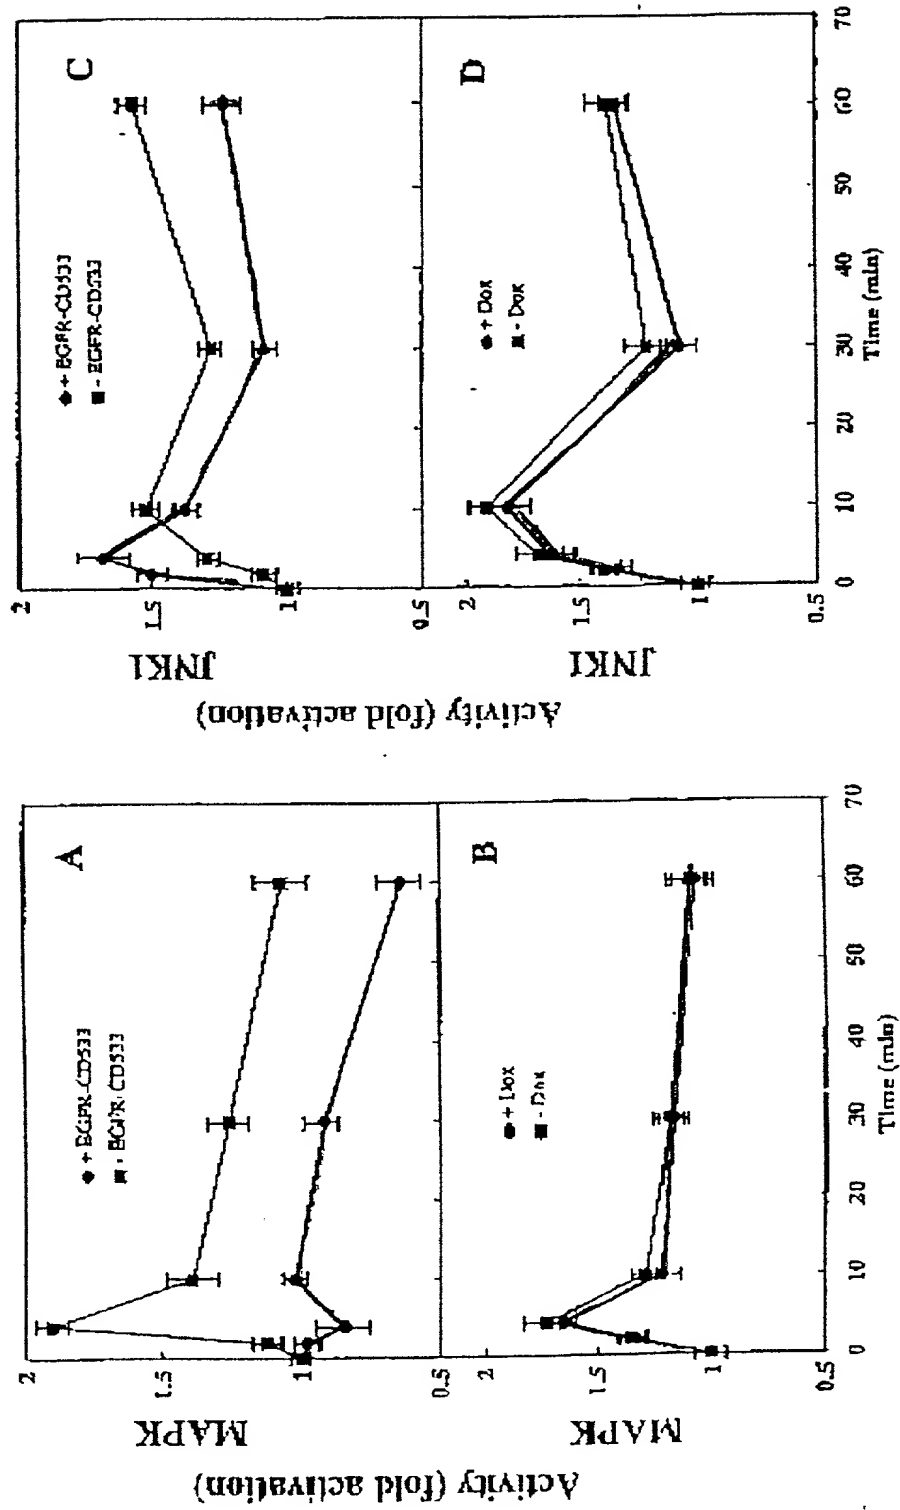 A
+ EGFR-CD533
- EGFR-CD533
2
1.5
1
0.5
MAPK
B
+ Dox
- Dox
2
1.5
1
0.5
MAPK
Activity (fold activation)
0 10 20 30 40 50 60 70
Time (min)
C
+ EGFR-CD533
- EGFR-CD533
2
1.5
1
0.5
JNK1
D
+ Dox
- Dox
2
1.5
1
0.5
JNK1
Activity (fold activation)
0 10 20 30 40 50 60 70
Time (min)